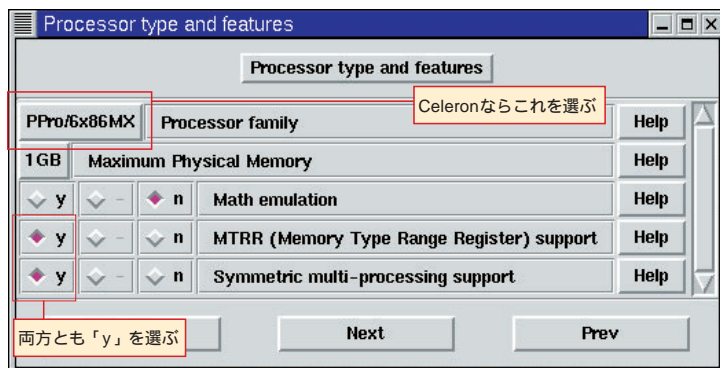 Processor type and features
Processor type and features
Celeronならこれを選ぶ
PPro/6x86MX Processor family Help
1GB Maximum Physical Memory Help
y - n Math emulation Help
y - n MTRR (Memory Type Range Register) support Help
y - n Symmetric multi-processing support Help
両方とも「y」を選ぶ
Next Prev